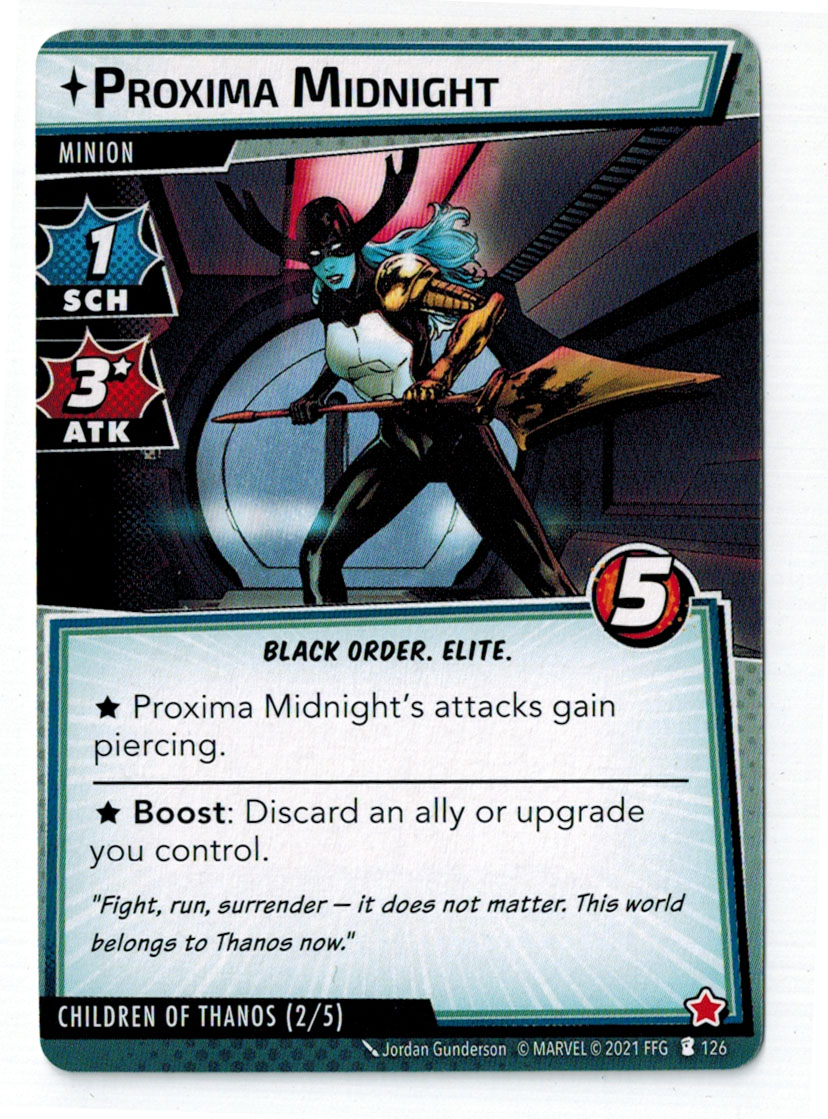 PROXIMA MIDNIGHT
MINION
1
SCH
3
ATK
5
BLACK ORDER. ELITE.
★ Proxima Midnight's attacks gain
piercing.
★ Boost: Discard an ally or upgrade
you control.
"Fight, run, surrender — it does not matter. This world
belongs to Thanos now."
CHILDREN OF THANOS (2/5)
Jordan Gunderson © MARVEL © 2021 FFG 126